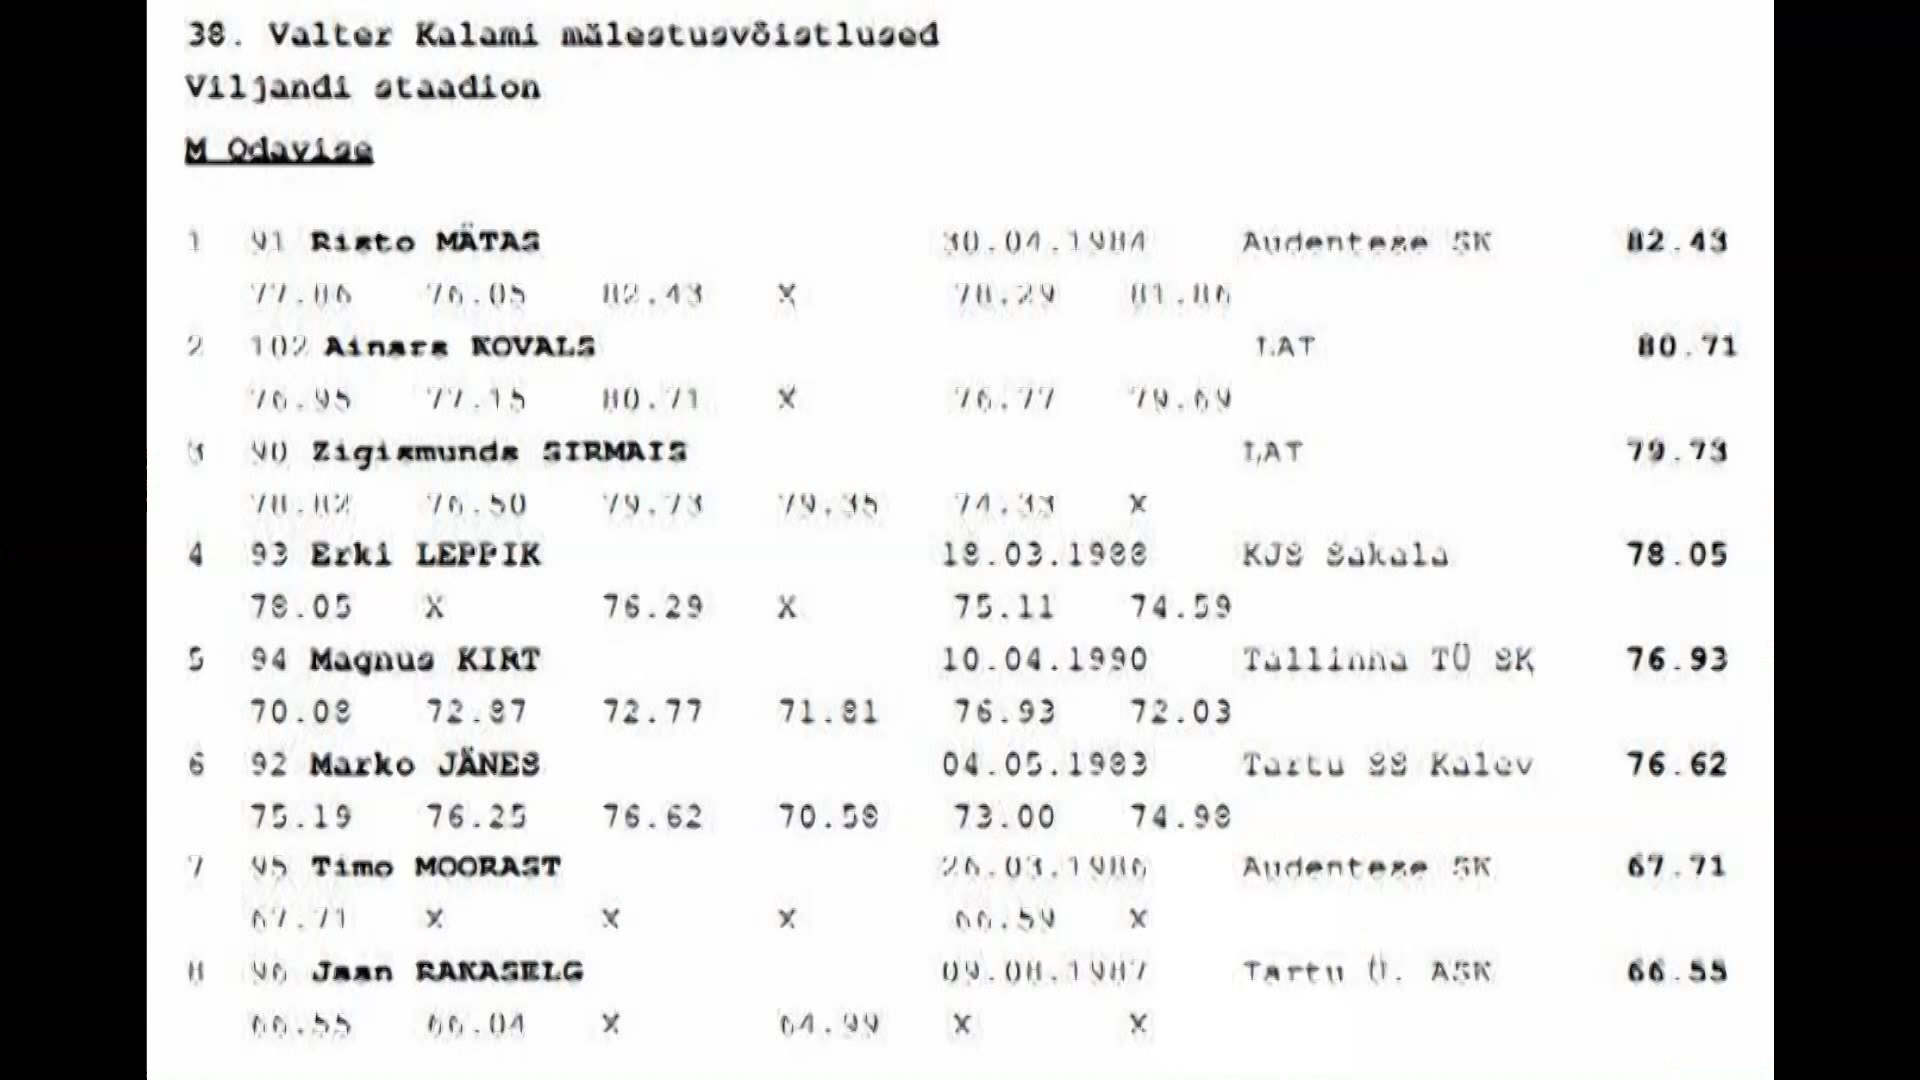 38. Valter Kalami mälestusvõistlused
Viljandi staadion
M Odavise
1 91 Risto MÄTAS 30.04.1984 Audentese SK 82.43
77.06 76.05 82.43 X 78.29 81.86
2 102 Ainars KOVALS LAT 80.71
76.95 77.15 80.71 X 76.77 79.69
3 90 Zigismunds SIRMAIS LAT 79.73
78.82 76.50 79.73 79.35 74.33 X
4 93 Erki LEPPIK 18.03.1988 KJS Sakala 78.05
78.05 X 76.29 X 75.11 74.59
5 94 Magnus KIRT 10.04.1990 Tallinna TÜ SK 76.93
70.08 72.87 72.77 71.81 76.93 72.03
6 92 Marko JÄNES 04.05.1983 Tartu SS Kalev 76.62
75.19 76.25 76.62 70.58 73.00 74.98
7 95 Timo MOORAST 26.03.1986 Audentese SK 67.71
67.71 X X X 66.59 X
8 96 Jaan RAKASELG 09.08.1987 Tartu Ü. ASK 66.55
66.55 66.04 X 64.99 X X